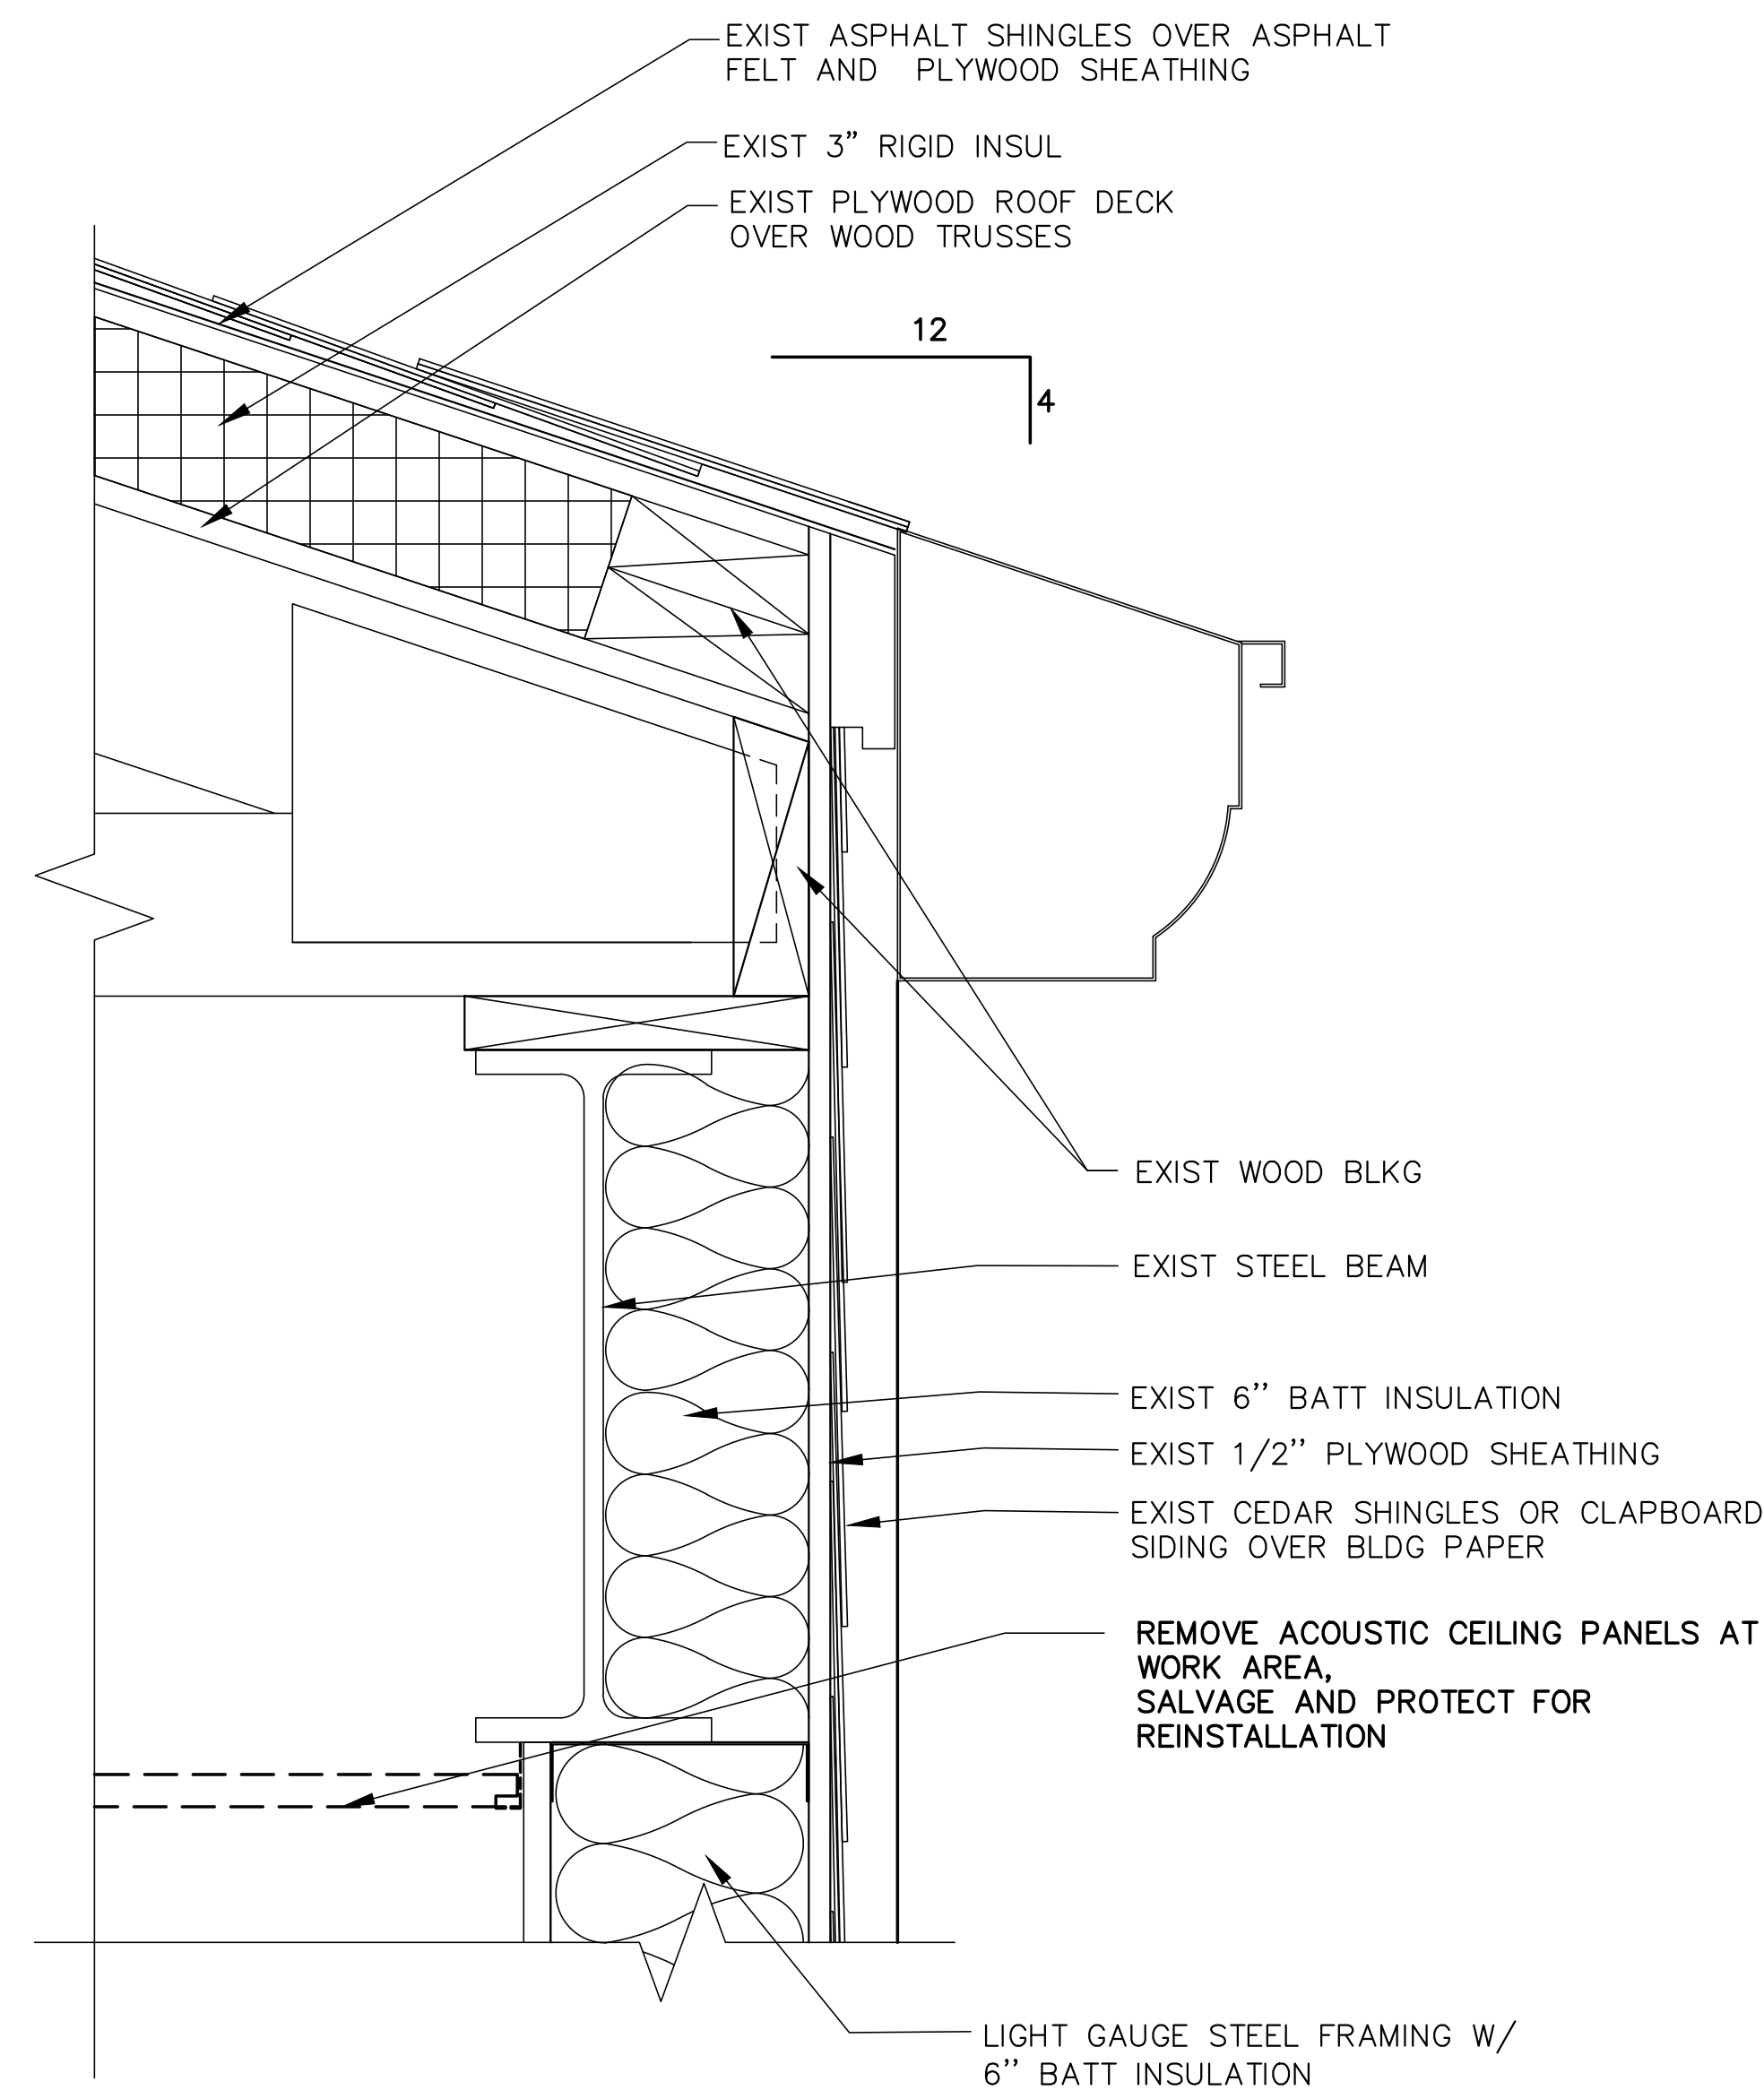 EXIST ASPHALT SHINGLES OVER ASPHALT
FELT AND PLYWOOD SHEATHING
EXIST 3" RIGID INSUL
EXIST PLYWOOD ROOF DECK
OVER WOOD TRUSSES
12
4
EXIST WOOD BLKG
EXIST STEEL BEAM
EXIST 6'' BATT INSULATION
EXIST 1/2'' PLYWOOD SHEATHING
EXIST CEDAR SHINGLES OR CLAPBOARD
SIDING OVER BLDG PAPER
REMOVE ACOUSTIC CEILING PANELS AT
WORK AREA,
SALVAGE AND PROTECT FOR
REINSTALLATION
LIGHT GAUGE STEEL FRAMING W/
6'' BATT INSULATION